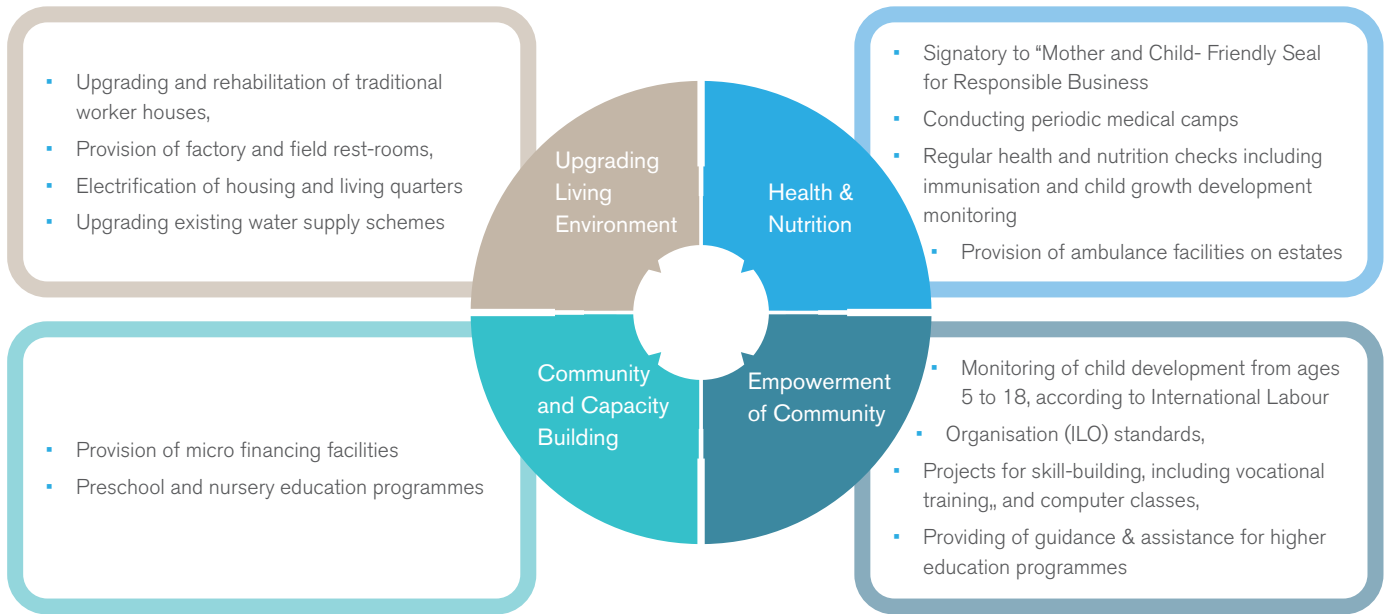 ▪ Upgrading and rehabilitation of traditional
worker houses,
▪ Provision of factory and field rest-rooms,
▪ Electrification of housing and living quarters
▪ Upgrading existing water supply schemes
Upgrading
Living
Environment
Health &
Nutrition
▪ Signatory to “Mother and Child- Friendly Seal
for Responsible Business
▪ Conducting periodic medical camps
▪ Regular health and nutrition checks including
immunisation and child growth development
monitoring
▪ Provision of ambulance facilities on estates
▪ Provision of micro financing facilities
▪ Preschool and nursery education programmes
Community
and Capacity
Building
Empowerment
of Community
▪ Monitoring of child development from ages
5 to 18, according to International Labour
▪ Organisation (ILO) standards,
▪ Projects for skill-building, including vocational
training,, and computer classes,
▪ Providing of guidance & assistance for higher
education programmes